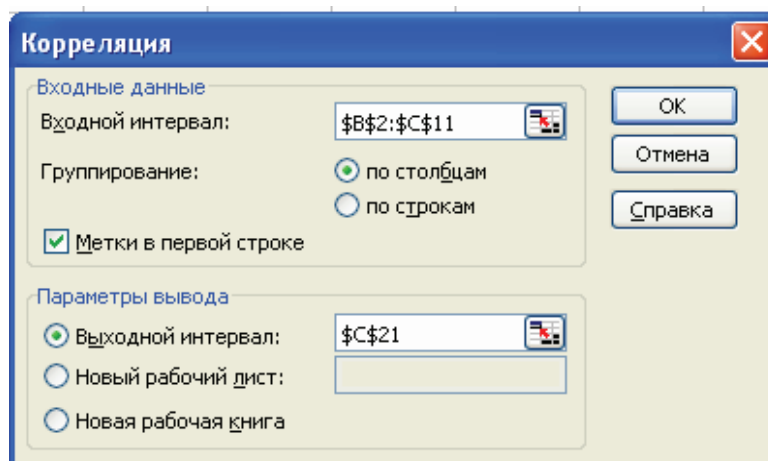 Корреляция
Входные данные
Входной интервал: $B$2:$C$11
Группирование: по столбцам
по строкам
Метки в первой строке
OK
Отмена
Справка
Параметры вывода
Выходной интервал: $C$21
Новый рабочий лист:
Новая рабочая книга